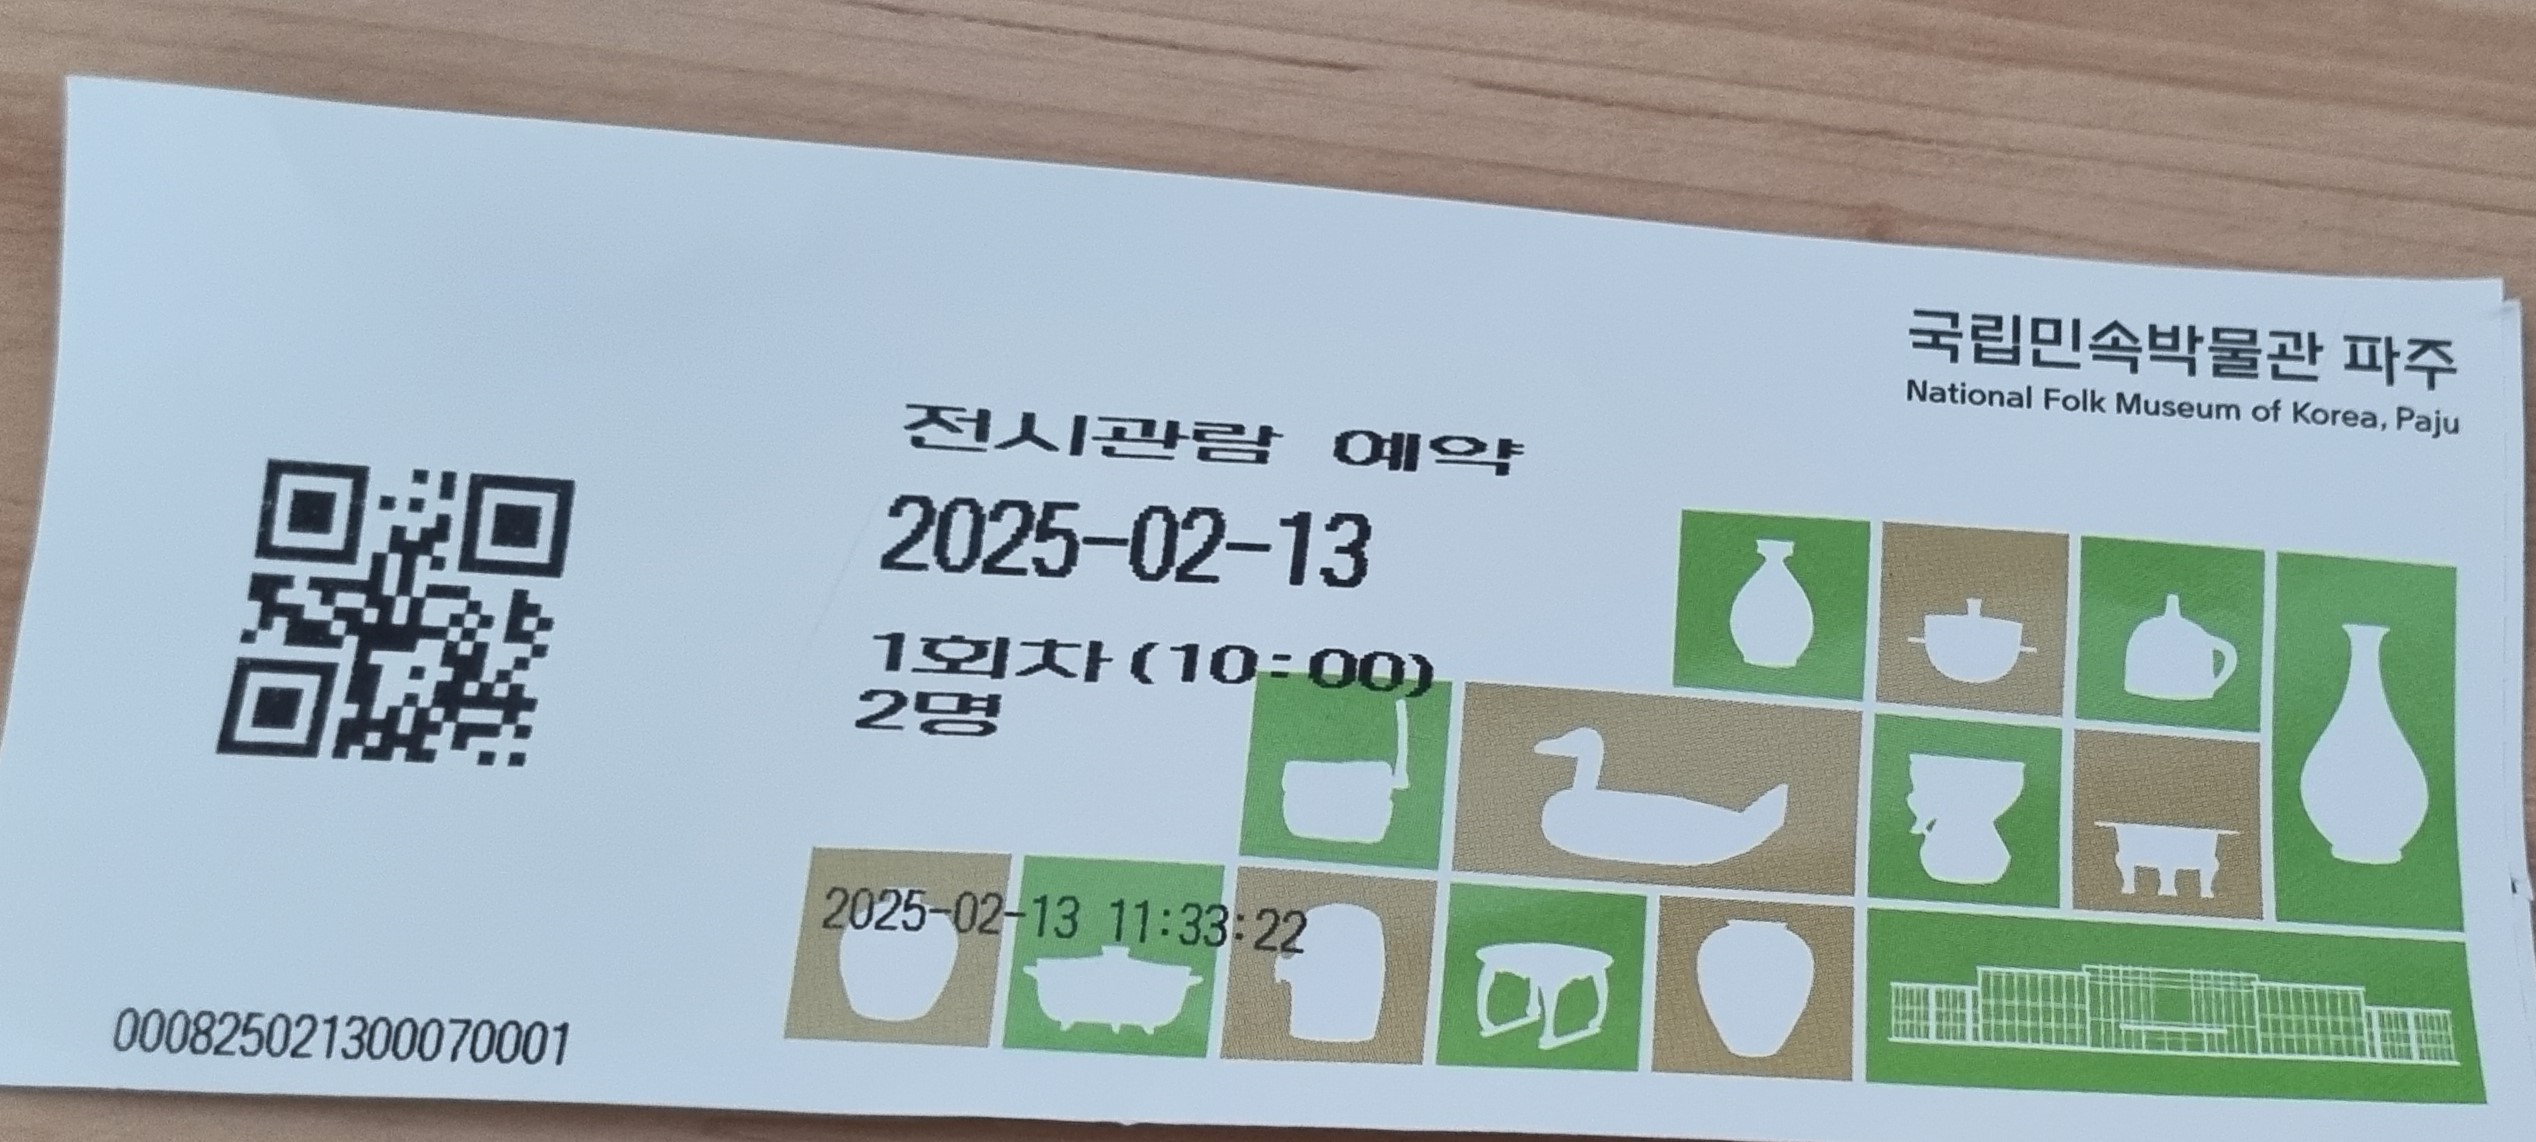 국립민속박물관 파주
National Folk Museum of Korea, Paju
전시관람 예약
2025-02-13
1회차(10:00)
2명
2025-02-13 11:33:22
000825021300070001